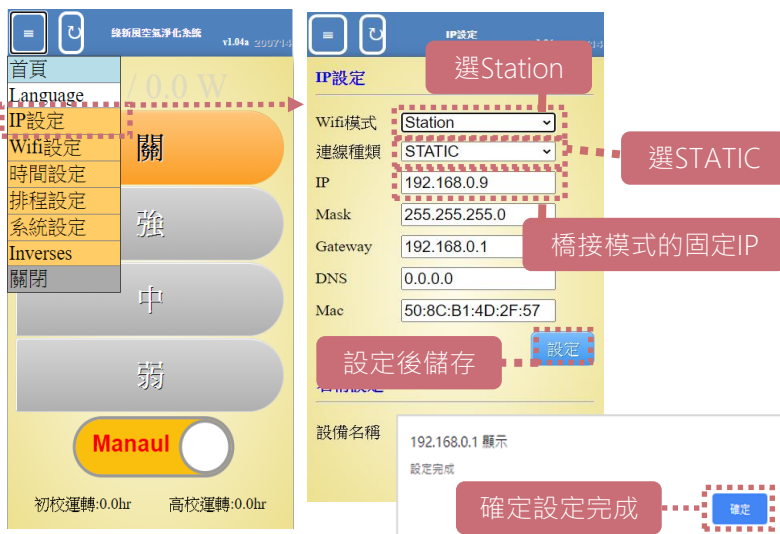 綠新風空氣淨化系統
v1.04a 200714
首頁
Language
/ 0.0 W
IP設定
Wifi設定
時間設定
排程設定
系統設定
Inverses
關閉
關
強
中
弱
Manaul
初校運轉:0.0hr 高校運轉:0.0hr
IP設定
選Station
IP設定
Wifi模式 Station
選STATIC
連線種類 STATIC
IP 192.168.0.9
Mask 255.255.255.0
橋接模式的固定IP
Gateway 192.168.0.1
DNS 0.0.0.0
Mac 50:8C:B1:4D:2F:57
設定
設定後儲存
設備名稱
192.168.0.1 顯示
設定完成
確定設定完成
確定